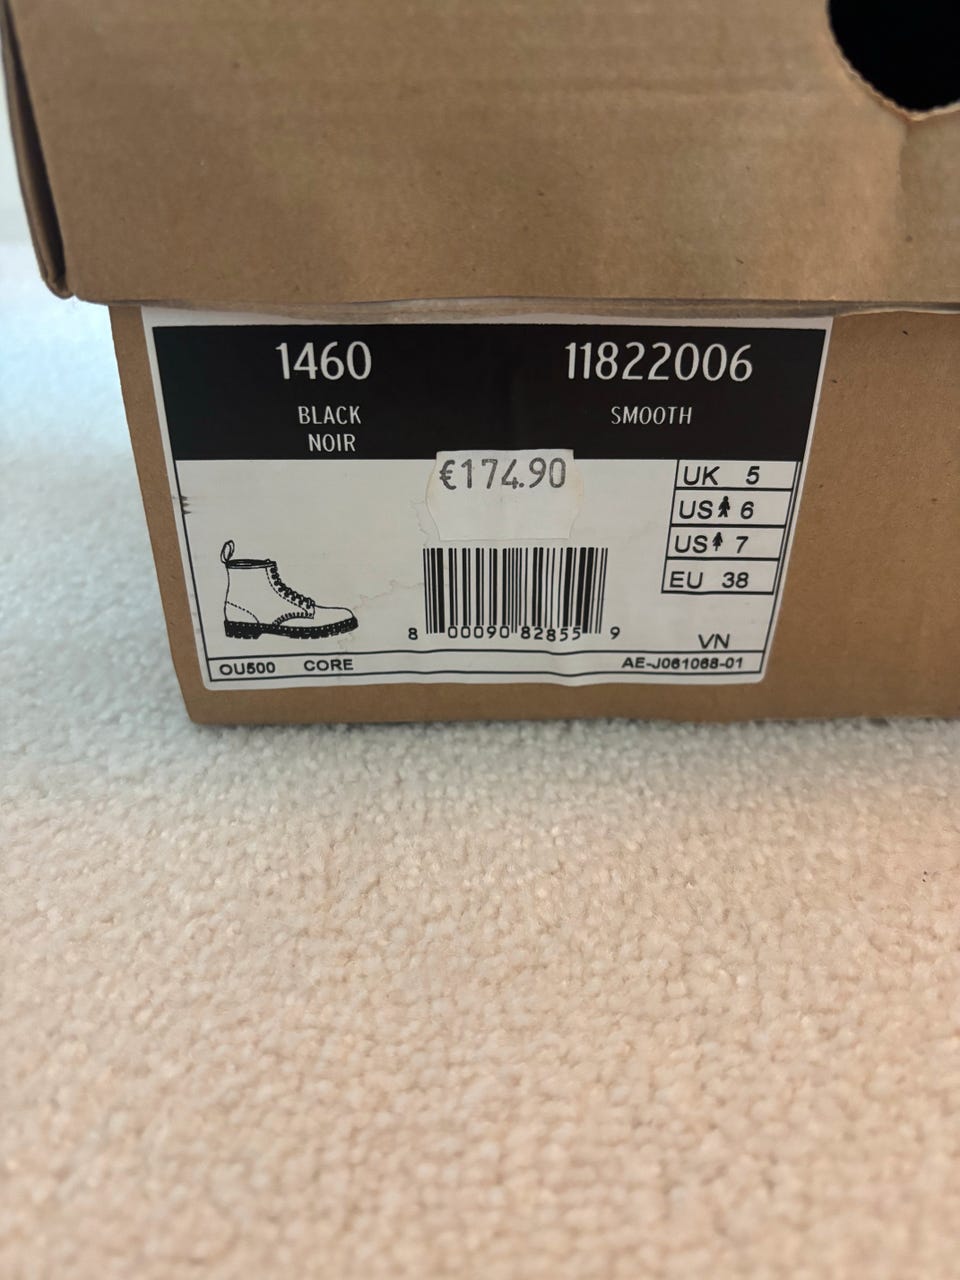 1460 11822006
BLACK SMOOTH
NOIR
€174.90
UK 5
US 6
US 7
EU 38
8 00090 82855 9
VN
OU500 CORE AE-J061068-01